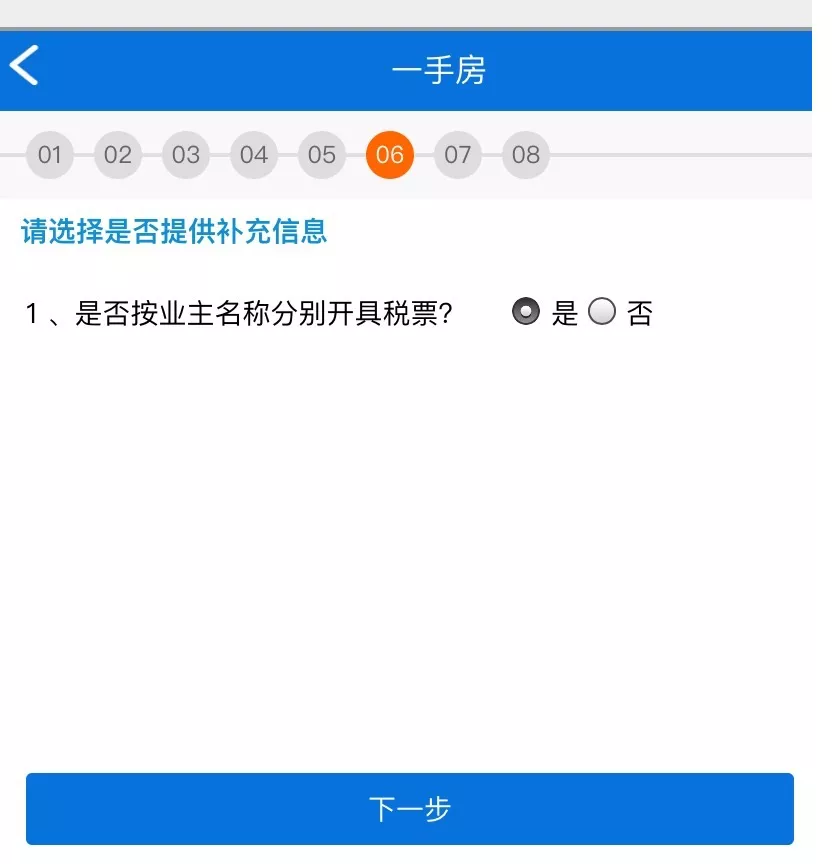 一手房
01 02 03 04 05 06 07 08
请选择是否提供补充信息
1 、是否按业主名称分别开具税票? 是 否
下一步